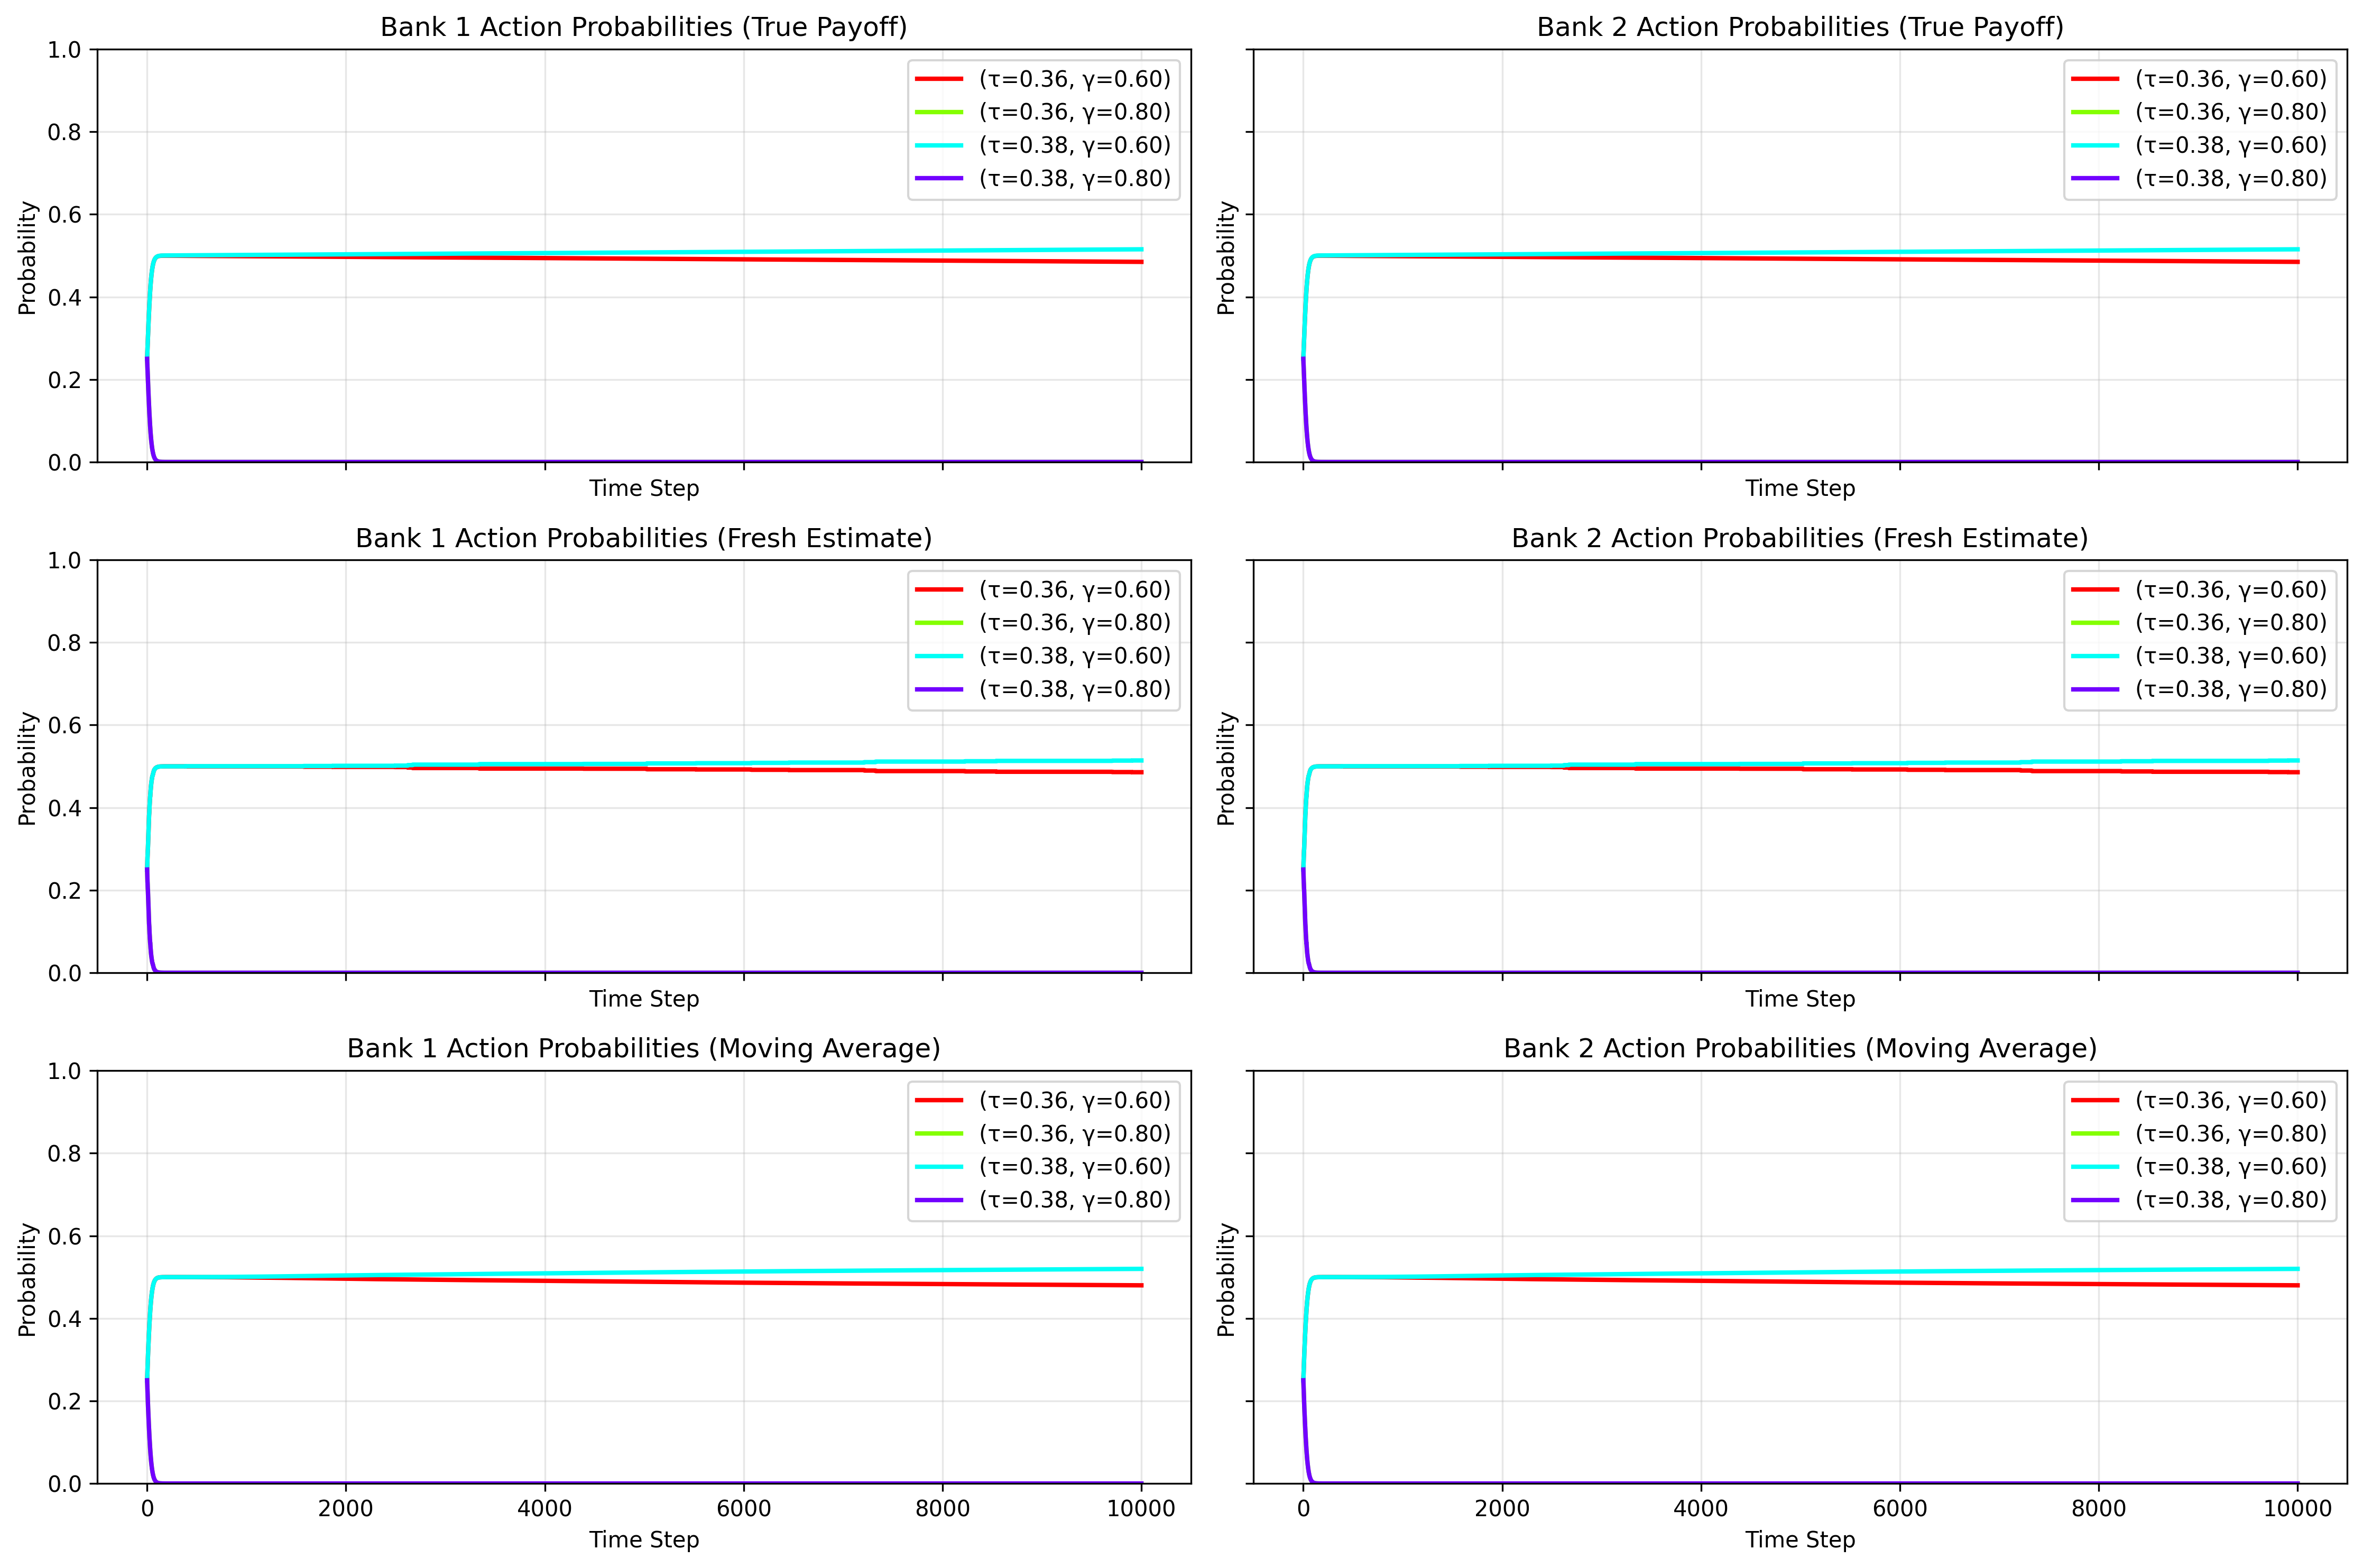 Bank 1 Action Probabilities (True Payoff)
1.0
0.8
0.6
0.4
0.2
0.0
Probability
(τ=0.36, γ=0.60)
(τ=0.36, γ=0.80)
(τ=0.38, γ=0.60)
(τ=0.38, γ=0.80)
Time Step
Bank 2 Action Probabilities (True Payoff)
Probability
(τ=0.36, γ=0.60)
(τ=0.36, γ=0.80)
(τ=0.38, γ=0.60)
(τ=0.38, γ=0.80)
Time Step
Bank 1 Action Probabilities (Fresh Estimate)
1.0
0.8
0.6
0.4
0.2
0.0
Probability
(τ=0.36, γ=0.60)
(τ=0.36, γ=0.80)
(τ=0.38, γ=0.60)
(τ=0.38, γ=0.80)
Time Step
Bank 2 Action Probabilities (Fresh Estimate)
Probability
(τ=0.36, γ=0.60)
(τ=0.36, γ=0.80)
(τ=0.38, γ=0.60)
(τ=0.38, γ=0.80)
Time Step
Bank 1 Action Probabilities (Moving Average)
1.0
0.8
0.6
0.4
0.2
0.0
Probability
(τ=0.36, γ=0.60)
(τ=0.36, γ=0.80)
(τ=0.38, γ=0.60)
(τ=0.38, γ=0.80)
0 2000 4000 6000 8000 10000
Time Step
Bank 2 Action Probabilities (Moving Average)
Probability
(τ=0.36, γ=0.60)
(τ=0.36, γ=0.80)
(τ=0.38, γ=0.60)
(τ=0.38, γ=0.80)
0 2000 4000 6000 8000 10000
Time Step